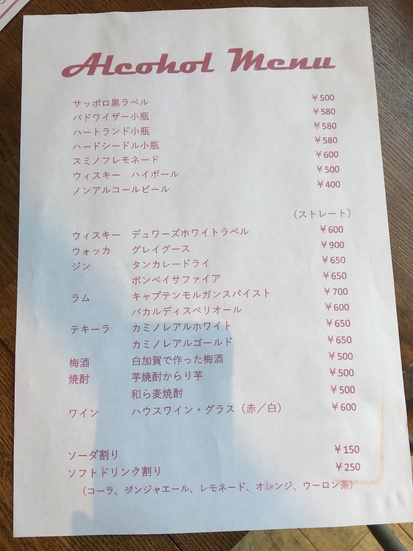 Alcohol Menu
サッポロ黒ラベル ￥500
バドワイザー小瓶 ￥580
ハートランド小瓶 ￥580
ハードシードル小瓶 ￥580
スミノフレモネード ￥600
ウィスキー ハイボール ￥500
ノンアルコールビール ￥400
（ストレート）
ウィスキー デュワーズホワイトラベル ￥600
ウォッカ グレイグース ￥900
ジン タンカレードライ ￥650
ボンベイサファイア ￥650
ラム キャプテンモルガンスパイスト ￥700
バカルディスペリオール ￥600
テキーラ カミノレアルホワイト ￥650
カミノレアルゴールド ￥650
梅酒 白加賀で作った梅酒 ￥500
焼酎 芋焼酎からり芋 ￥500
和ら麦焼酎 ￥500
ワイン ハウスワイン・グラス（赤／白） ￥600
ソーダ割り ￥150
ソフトドリンク割り ￥250
（コーラ、ジンジャエール、レモネード、オレンジ、ウーロン茶）